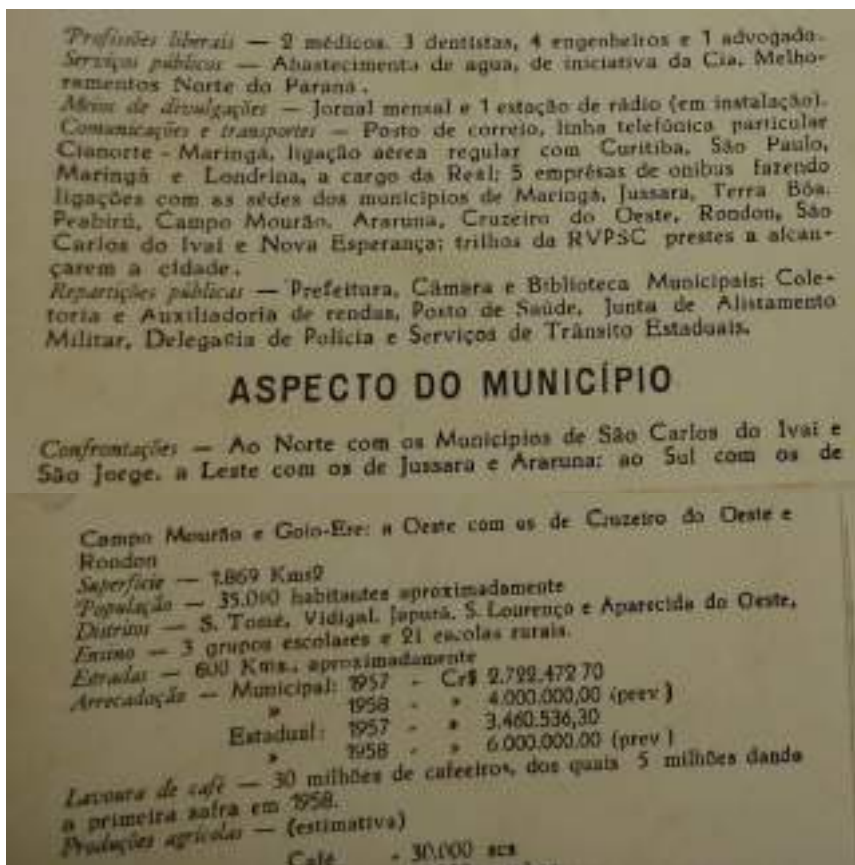 Profissões liberais — 2 médicos. 3 dentistas, 4 engenheiros e 1 advogado.
Serviços públicos — Abastecimento de agua, de iniciativa da Cia. Melho-
ramentos Norte do Paraná.
Meios de divulgações — Jornal mensal e 1 estação de rádio (em instalação).
Comunicações e transportes — Posto de correio, linha telefônica particular
Cianorte - Maringá, ligação aérea regular com Curitiba, São Paulo,
Maringá e Londrina, a cargo da Real; 5 emprêsas de onibus fazendo
ligações com as sédes dos municípios de Maringá, Jussara, Terra Bôa,
Peabirú, Campo Mourão, Araruna, Cruzeiro do Oeste, Rondon, São
Carlos do Ivai e Nova Esperança; trilhos da RVPSC prestes a alcan-
çarem a cidade.
Repartições públicas — Prefeitura, Câmara e Biblioteca Municipais; Cole-
toria e Auxiliadoria de rendas, Posto de Saúde, Junta de Alistamento
Militar, Delegacia de Policia e Serviços de Trânsito Estaduais.
ASPECTO DO MUNICÍPIO
Confrontações — Ao Norte com os Municipios de São Carlos do Ivai e
São Jorge, a Leste com os de Jussara e Araruna; ao Sul com os de
Campo Mourão e Goio-Ere; a Oeste com os de Cruzeiro do Oeste e
Rondon
Superfície — 1.869 Kms2
População — 35.000 habitantes aproximadamente
Distritos — S. Tomé, Vidigal, Japurá, S. Lourenço e Aparecida do Oeste,
Ensino — 3 grupos escolares e 21 escolas rurais.
Estradas — 600 Kms., aproximadamente
Arrecadação — Municipal: 1957 - Cr$ 2.722.472 70
» 1958 - » 4.000.000,00 (prev)
Estadual: 1957 - » 3.460.536,30
» 1958 - » 6.000.000,00 (prev)
Lavoura de café — 30 milhões de cafeeiros, dos quais 5 milhões dando
a primeira safra em 1958.
Produções agrícolas — (estimativa)
Café - 30.000 scs